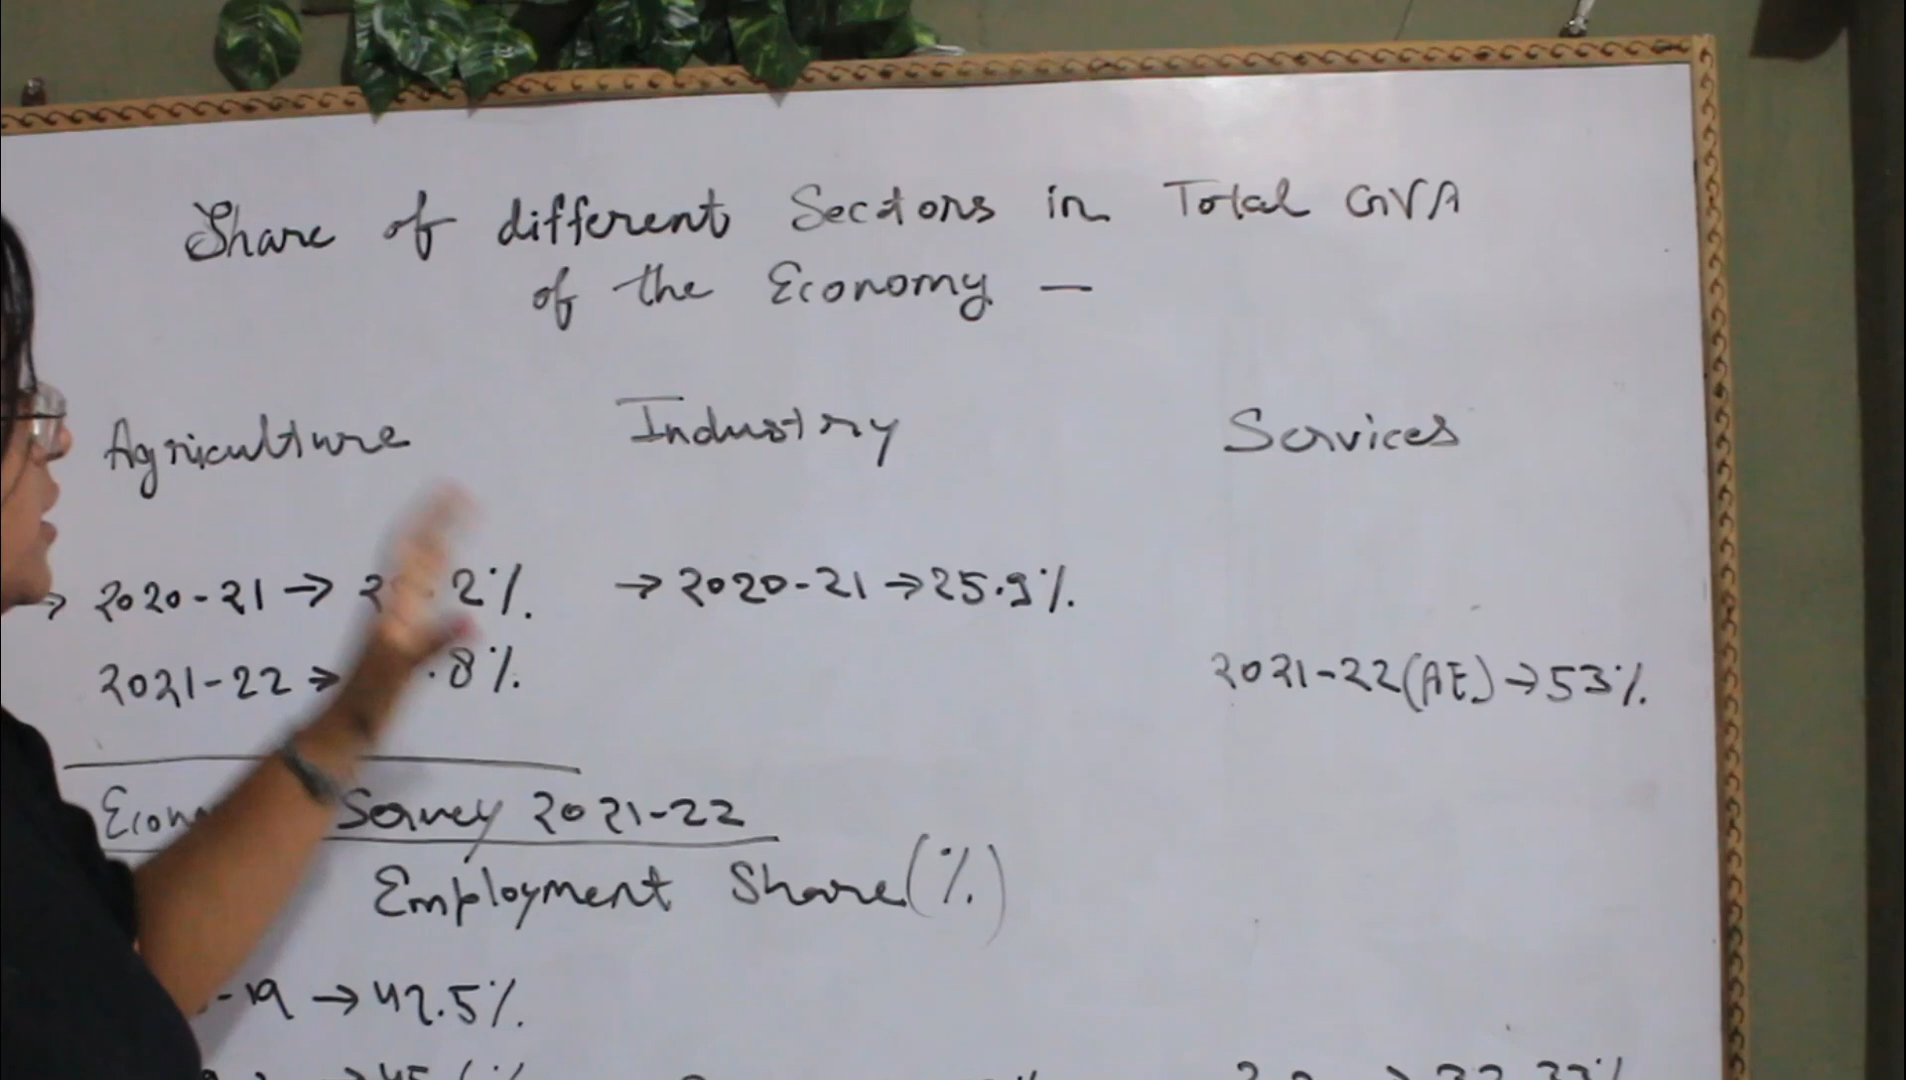 Share of different Sectors in Total GVA
of the Economy —
Agriculture Industry Services
→ 2020-21 → 2 . 2% → 2020-21 → 25.9%
2021-22 → .8% 2021-22 (AE) → 53%
Survey 2021-22
Employment Share (%)
-19 → 42.5%